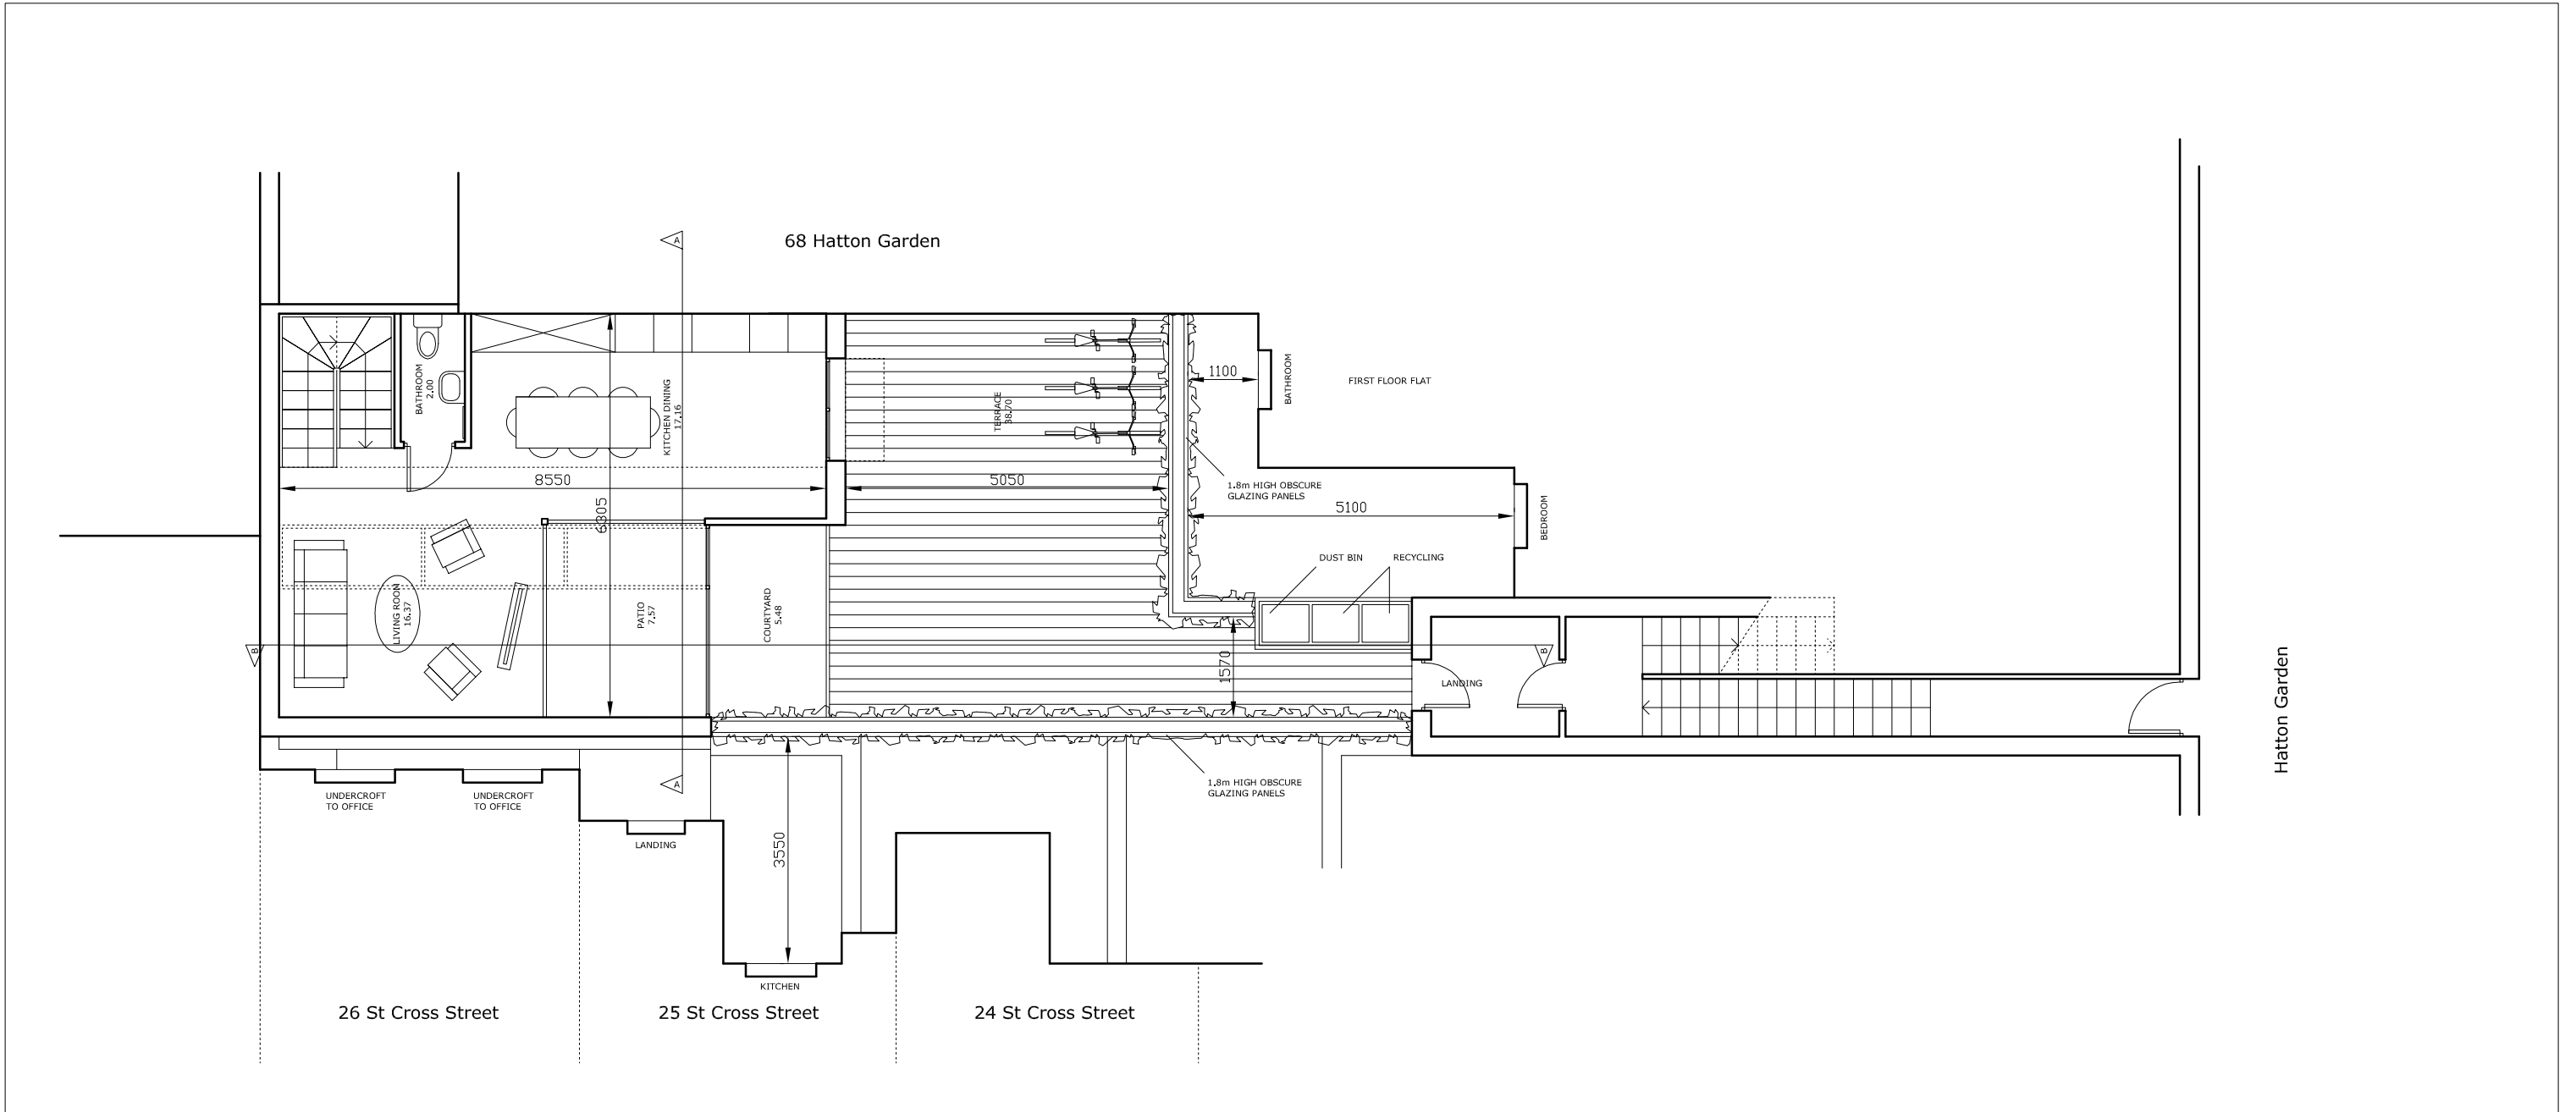 68 Hatton Garden
A
BATHROOM
2.00
KITCHEN DINING
17.16
TERRACE
38.70
1100
BATHROOM
FIRST FLOOR FLAT
8550
6305
5050
1.8m HIGH OBSCURE
GLAZING PANELS
5100
BEDROOM
DUST BIN
RECYCLING
LIVING ROOM
16.37
PATIO
7.57
COURTYARD
5.48
B
1570
B
LANDING
Hatton Garden
A
UNDERCROFT
TO OFFICE
UNDERCROFT
TO OFFICE
LANDING
3550
1.8m HIGH OBSCURE
GLAZING PANELS
KITCHEN
26 St Cross Street
25 St Cross Street
24 St Cross Street